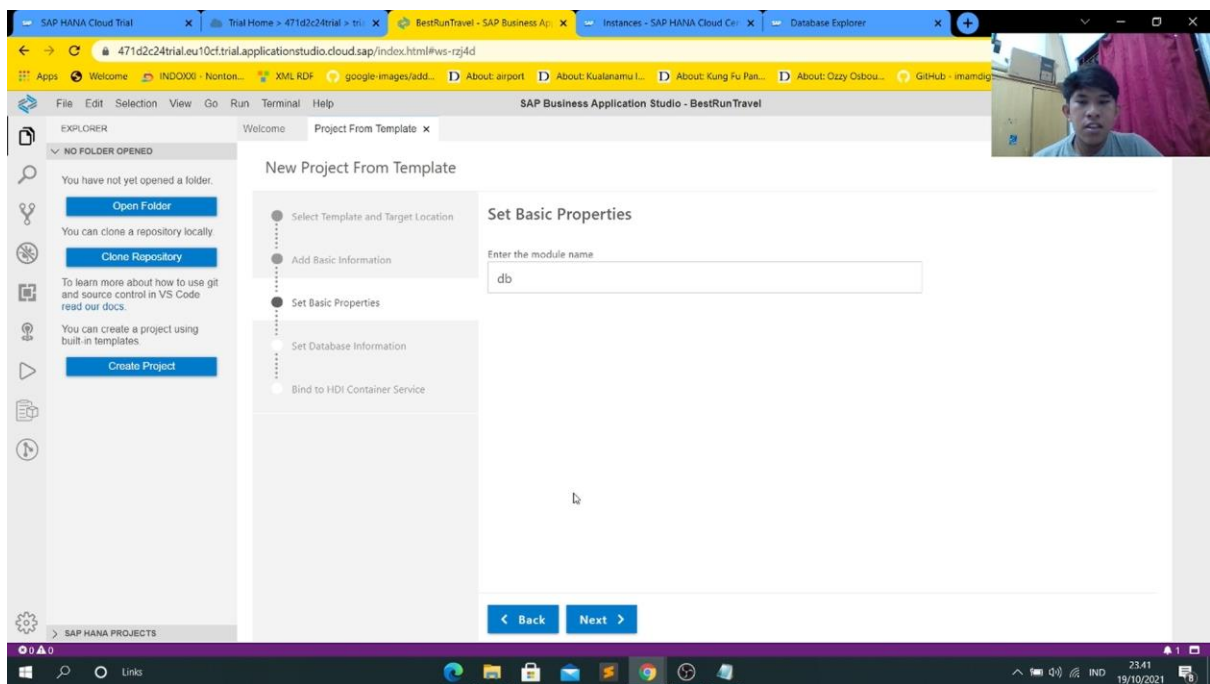 SAP HANA Cloud Trial
Trial Home > 471d2c24trial > tri
BestRunTravel - SAP Business Ap
Instances - SAP HANA Cloud Cer
Database Explorer
471d2c24trial.eu10cf.trial.applicationstudio.cloud.sap/index.html#ws-rzj4d
Apps Welcome INDOXXI - Nonton... XML RDF google-images/add... About: airport About: Kualanamu I... About: Kung Fu Pan... About: Ozzy Osbou... GitHub - imamdig
File Edit Selection View Go Run Terminal Help
SAP Business Application Studio - BestRunTravel
EXPLORER
Welcome
Project From Template
NO FOLDER OPENED
You have not yet opened a folder.
Open Folder
You can clone a repository locally.
Clone Repository
To learn more about how to use git
and source control in VS Code
read our docs.
You can create a project using
built-in templates.
Create Project
SAP HANA PROJECTS
New Project From Template
Select Template and Target Location
Add Basic Information
Set Basic Properties
Set Database Information
Bind to HDI Container Service
Set Basic Properties
Enter the module name
db
< Back
Next >
0 0
1
Links
IND
23.41
19/10/2021